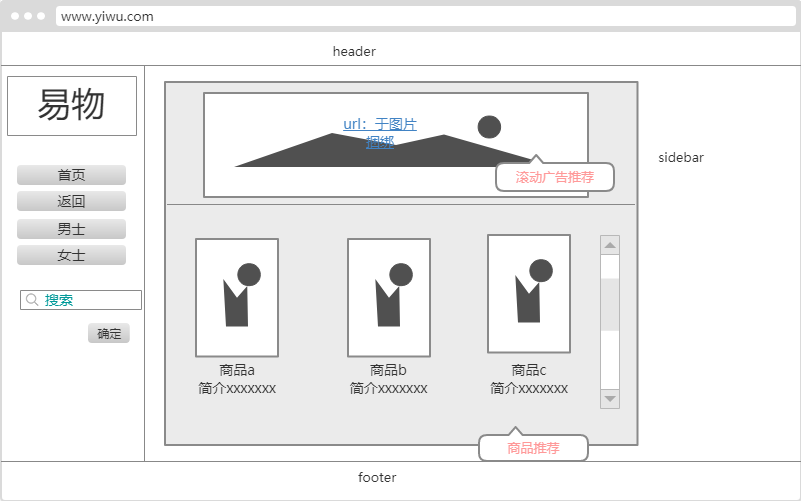 www.yiwu.com
header
易物
首页
返回
男士
女士
搜索
确定
url：于图片
捆绑
滚动广告推荐
商品a
简介xxxxxxx
商品b
简介xxxxxxx
商品c
简介xxxxxxx
商品推荐
sidebar
footer